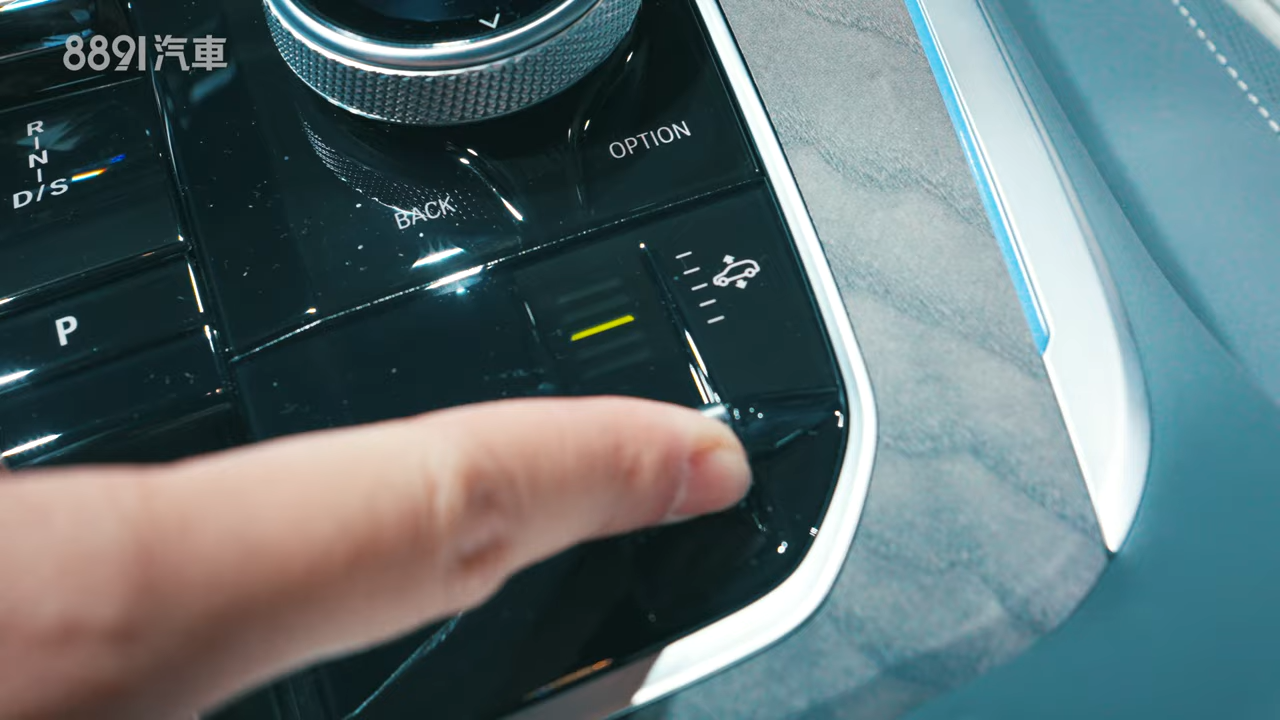 8891汽車
R
N
D/S
P
OPTION
BACK